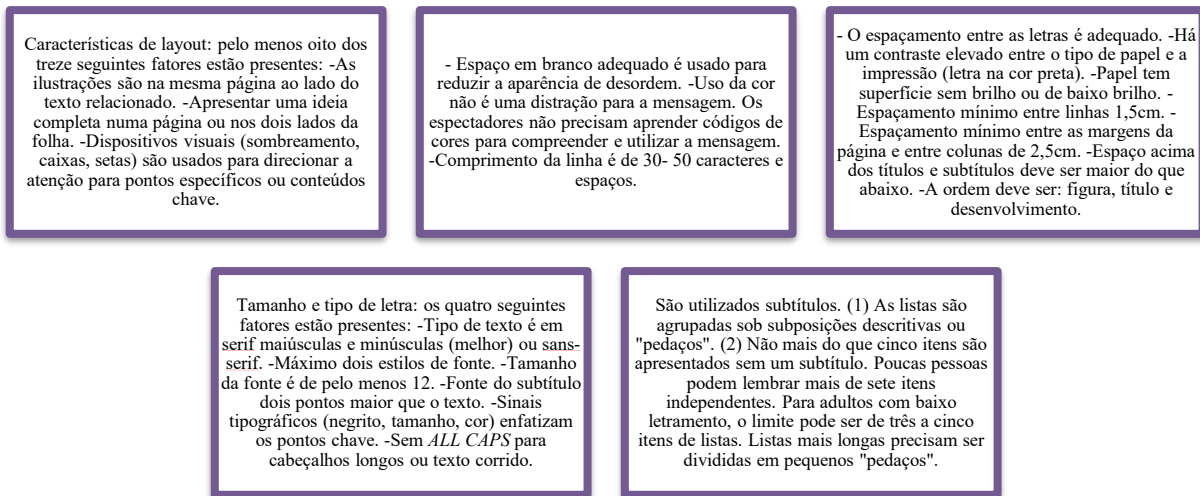 Características de layout: pelo menos oito dos
treze seguintes fatores estão presentes: -As
ilustrações são na mesma página ao lado do
texto relacionado. -Apresentar uma ideia
completa numa página ou nos dois lados da
folha. -Dispositivos visuais (sombreamento,
caixas, setas) são usados para direcionar a
atenção para pontos específicos ou conteúdos
chave.
- Espaço em branco adequado é usado para
reduzir a aparência de desordem. -Uso da cor
não é uma distração para a mensagem. Os
espectadores não precisam aprender códigos de
cores para compreender e utilizar a mensagem.
-Comprimento da linha é de 30- 50 caracteres e
espaços.
- O espaçamento entre as letras é adequado. -Há
um contraste elevado entre o tipo de papel e a
impressão (letra na cor preta). -Papel tem
superfície sem brilho ou de baixo brilho. -
Espaçamento mínimo entre linhas 1,5cm. -
Espaçamento mínimo entre as margens da
página e entre colunas de 2,5cm. -Espaço acima
dos títulos e subtítulos deve ser maior do que
abaixo. -A ordem deve ser: figura, título e
desenvolvimento.
Tamanho e tipo de letra: os quatro seguintes
fatores estão presentes: -Tipo de texto é em
serif maiúsculas e minúsculas (melhor) ou sans-
serif. -Máximo dois estilos de fonte. -Tamanho
da fonte é de pelo menos 12. -Fonte do subtítulo
dois pontos maior que o texto. -Sinais
tipográficos (negrito, tamanho, cor) enfatizam
os pontos chave. -Sem ALL CAPS para
cabeçalhos longos ou texto corrido.
São utilizados subtítulos. (1) As listas são
agrupadas sob subposições descritivas ou
"pedaços". (2) Não mais do que cinco itens são
apresentados sem um subtítulo. Poucas pessoas
podem lembrar mais de sete itens
independentes. Para adultos com baixo
letramento, o limite pode ser de três a cinco
itens de listas. Listas mais longas precisam ser
divididas em pequenos "pedaços".